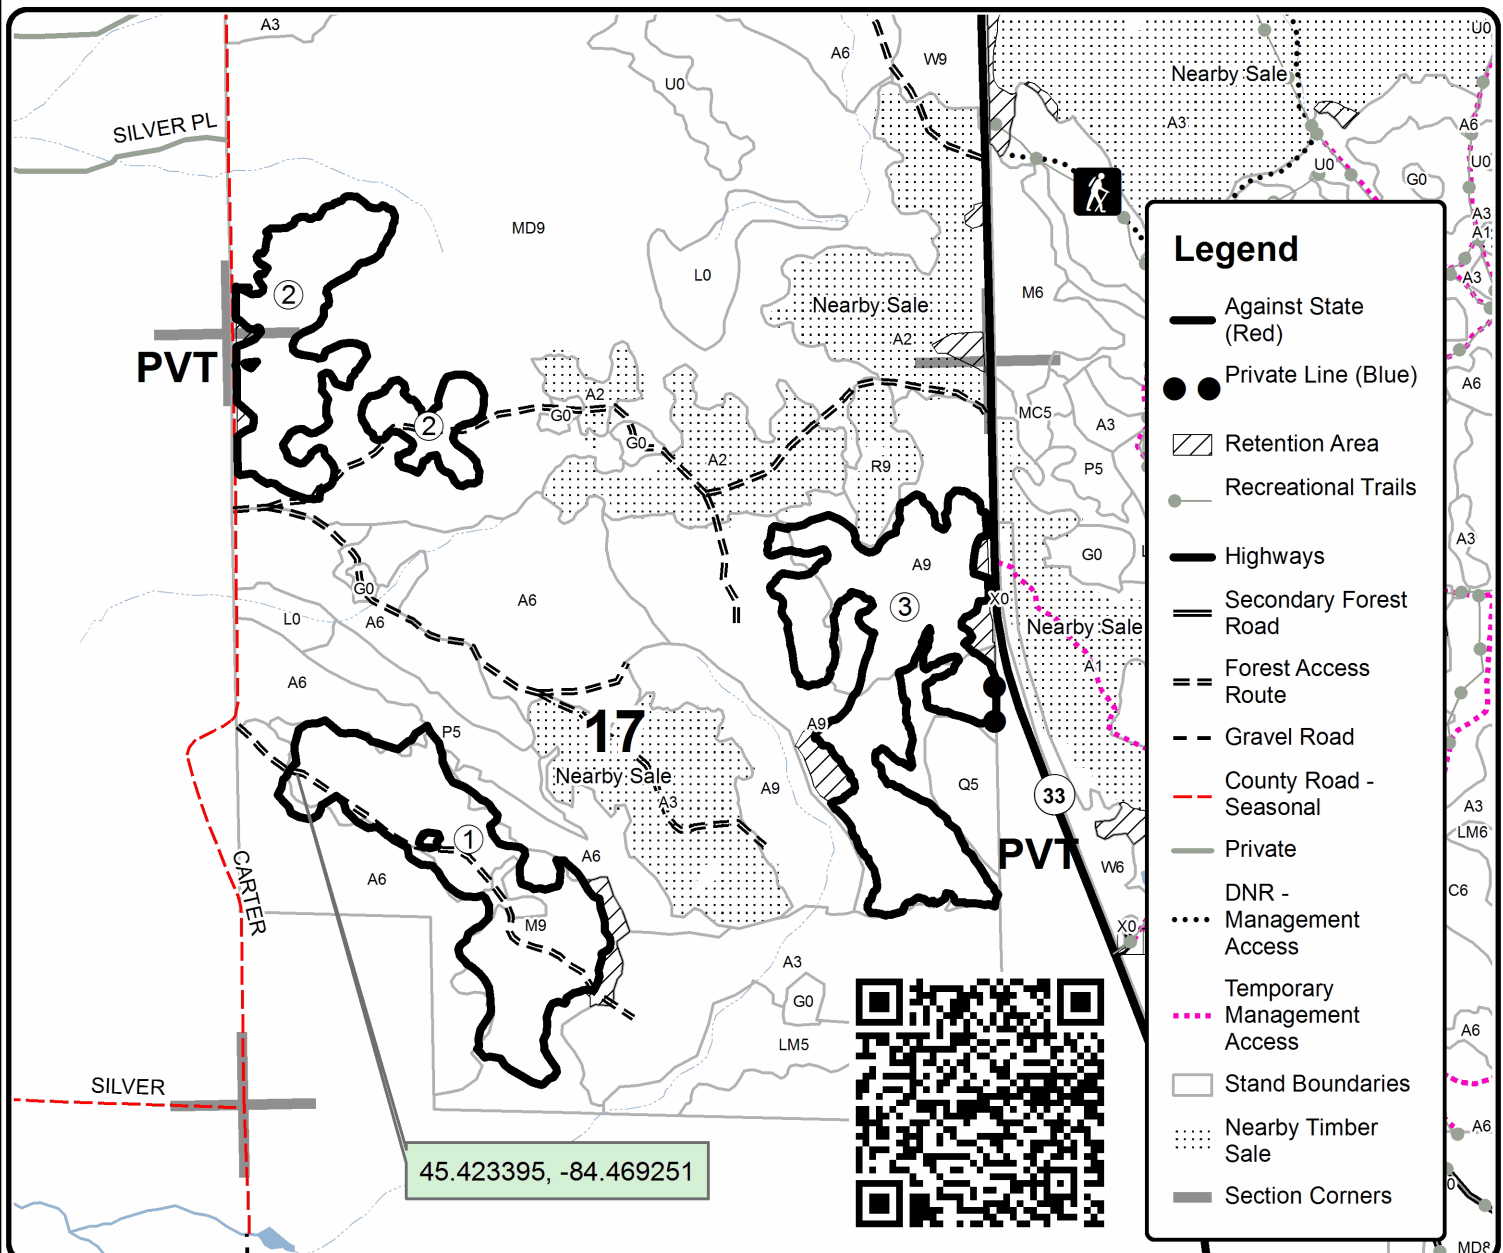 A3
A6
W9
U0
Nearby Sale
U0
SILVER PL
A3
A6
U0
U0
G0
MD9
A3
A1
L0
M6
A3
Nearby Sale
A2
PVT
2
A2
G0
G0
A2
R9
2
MC5
A3
P5
A6
A9
G0
A3
G0
A6
A6
L0
3
X0
Nearby Sale
A1
A6
P5
17
Nearby Sale
A3
A9
A9
Q5
33
PVT
W6
A3
LM6
C6
1
A6
A6
CARTER
M9
X0
A3
G0
LM5
A6
SILVER
A6
0
MD8
45.423395, -84.469251
Legend
Against State
(Red)
Private Line (Blue)
Retention Area
Recreational Trails
Highways
Secondary Forest
Road
Forest Access
Route
Gravel Road
County Road -
Seasonal
Private
DNR -
Management
Access
Temporary
Management
Access
Stand Boundaries
Nearby Timber
Sale
Section Corners